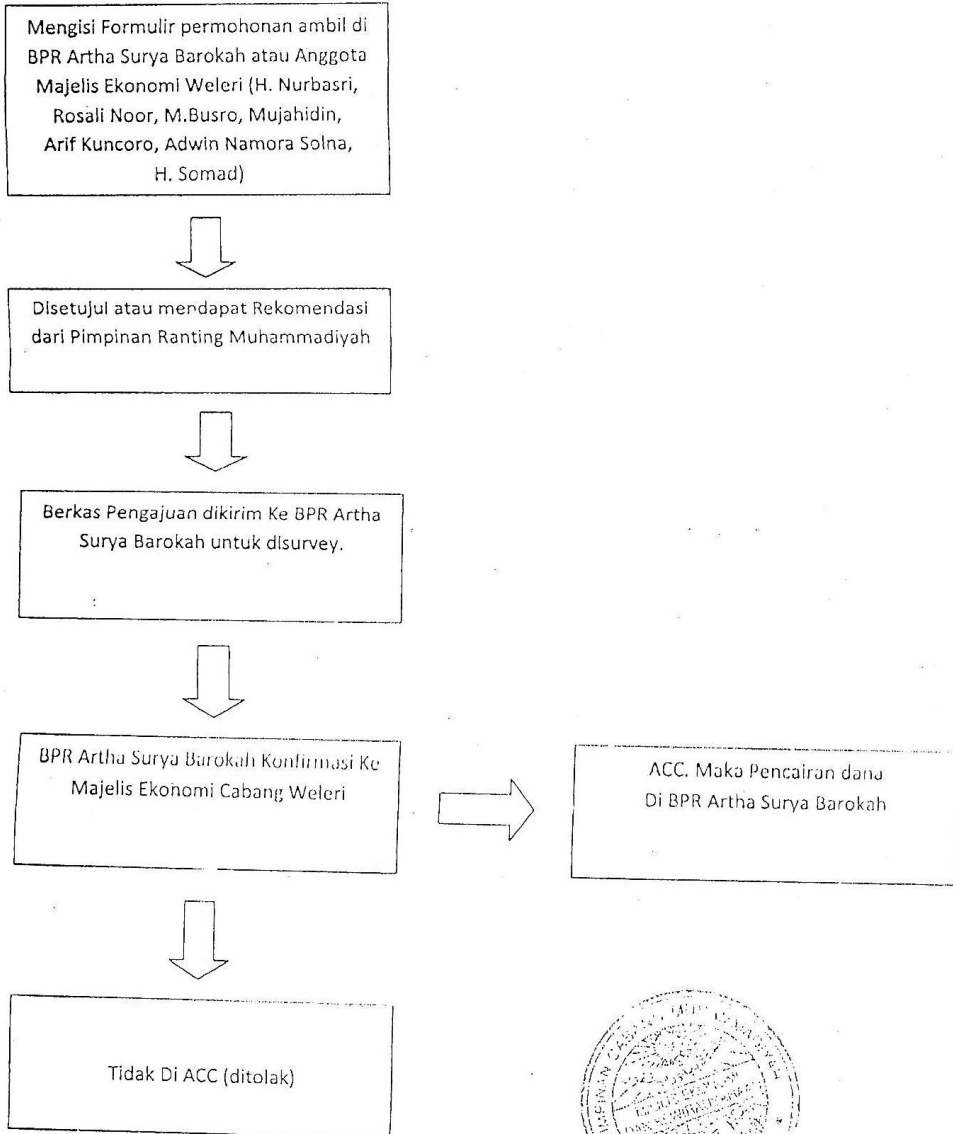 Mengisi Formulir permohonan ambil di
BPR Artha Surya Barokah atau Anggota
Majelis Ekonomi Weleri (H. Nurbasri,
Rosali Noor, M.Busro, Mujahidin,
Arif Kuncoro, Adwin Namora Solna,
H. Somad)
Disetujui atau mendapat Rekomendasi
dari Pimpinan Ranting Muhammadiyah
Berkas Pengajuan dikirim Ke BPR Artha
Surya Barokah untuk disurvey.
BPR Artha Surya Barokah Konfirmasi Ke
Majelis Ekonomi Cabang Weleri
ACC. Maka Pencairan dana
Di BPR Artha Surya Barokah
Tidak Di ACC (ditolak)
CABANG